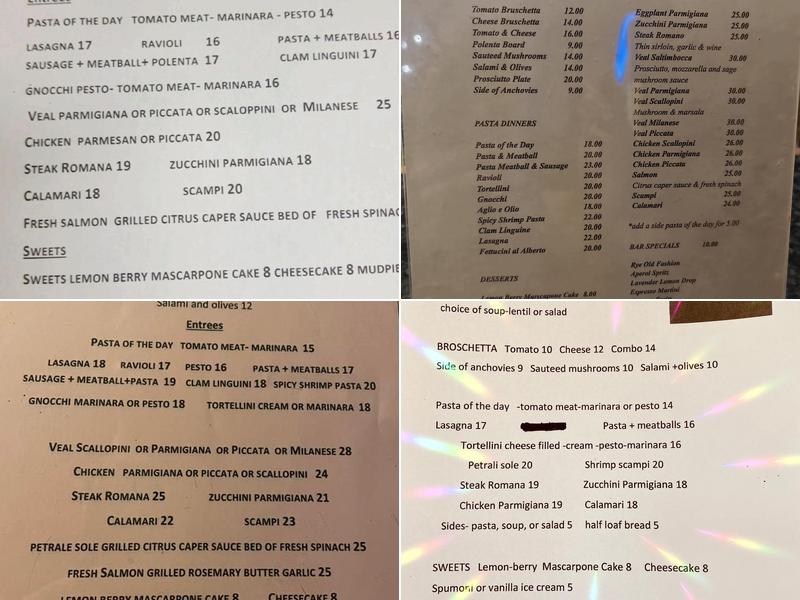 Entrees
PASTA OF THE DAY TOMATO MEAT- MARINARA - PESTO 14
LASAGNA 17 RAVIOLI 16 PASTA + MEATBALLS 16
SAUSAGE + MEATBALL+ POLENTA 17 CLAM LINGUINI 17
GNOCCHI PESTO- TOMATO MEAT- MARINARA 16
VEAL PARMIGIANA OR PICCATA OR SCALOPPINI OR MILANESE 25
CHICKEN PARMESAN OR PICCATA 20
STEAK ROMANA 19 ZUCCHINI PARMIGIANA 18
CALAMARI 18 SCAMPI 20
FRESH SALMON GRILLED CITRUS CAPER SAUCE BED OF FRESH SPINAC
SWEETS
SWEETS LEMON BERRY MASCARPONE CAKE 8 CHEESECAKE 8 MUDPIE
Tomato Bruschetta 12.00
Cheese Bruschetta 14.00
Tomato & Cheese 16.00
Polenta Board 9.00
Sauteed Mushrooms 14.00
Salami & Olives 14.00
Prosciutto Plate 20.00
Side of Anchovies 9.00
PASTA DINNERS
Pasta of the Day 18.00
Pasta & Meatball 20.00
Pasta Meatball & Sausage 23.00
Ravioli 20.00
Tortellini 20.00
Gnocchi 20.00
Aglio e Olio 18.00
Spicy Shrimp Pasta 22.00
Clam Linguine 20.00
Lasagna 22.00
Fettucini al Alberto 20.00
DESSERTS
Lemon Berry Marscapone Cake 8.00
Eggplant Parmigiana 25.00
Zucchini Parmigiana 25.00
Steak Romano 25.00
Thin sirloin, garlic & wine
Veal Saltimbocca 30.00
Prosciutto, mozzarella and sage
mushroom sauce
Veal Parmigiana 30.00
Veal Scallopini 30.00
Mushroom & marsala
Veal Milanese 30.00
Veal Piccata 30.00
Chicken Scallopini 26.00
Chicken Parmigiana 26.00
Chicken Piccata 26.00
Salmon 25.00
Citrus caper sauce & fresh spinach
Scampi 25.00
Calamari 24.00
*add a side pasta of the day for 5.00
BAR SPECIALS 10.00
Rye Old Fashion
Aperol Spritz
Lavender Lemon Drop
Espresso Martini
Salami and olives 12
Entrees
PASTA OF THE DAY TOMATO MEAT- MARINARA 15
LASAGNA 18 RAVIOLI 17 PESTO 16 PASTA + MEATBALLS 17
SAUSAGE + MEATBALL+PASTA 19 CLAM LINGUINI 18 SPICY SHRIMP PASTA 20
GNOCCHI MARINARA OR PESTO 18 TORTELLINI CREAM OR MARINARA 18
VEAL SCALLOPINI OR PARMIGIANA OR PICCATA OR MILANESE 28
CHICKEN PARMIGIANA OR PICCATA OR SCALLOPINI 24
STEAK ROMANA 25 ZUCCHINI PARMIGIANA 21
CALAMARI 22 SCAMPI 23
PETRALE SOLE GRILLED CITRUS CAPER SAUCE BED OF FRESH SPINACH 25
FRESH SALMON GRILLED ROSEMARY BUTTER GARLIC 25
LEMON BERRY MASCARPONE CAKE 8 CHEESECAKE 8
choice of soup-lentil or salad
BROSCHETTA Tomato 10 Cheese 12 Combo 14
Side of anchovies 9 Sauteed mushrooms 10 Salami +olives 10
Pasta of the day -tomato meat-marinara or pesto 14
Lasagna 17 Pasta + meatballs 16
Tortellini cheese filled -cream -pesto-marinara 16
Petrali sole 20 Shrimp scampi 20
Steak Romana 19 Zucchini Parmigiana 18
Chicken Parmigiana 19 Calamari 18
Sides- pasta, soup, or salad 5 half loaf bread 5
SWEETS Lemon-berry Mascarpone Cake 8 Cheesecake 8
Spumoni or vanilla ice cream 5